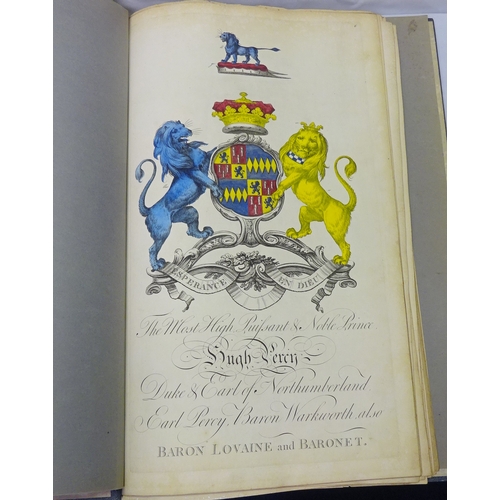 ESPERANCE EN DIEU
The Most High Puissant & Noble Prince
Hugh Percy
Duke & Earl of Northumberland
Earl Percy, Baron Warkworth, also
BARON LOVAINE and BARONET.